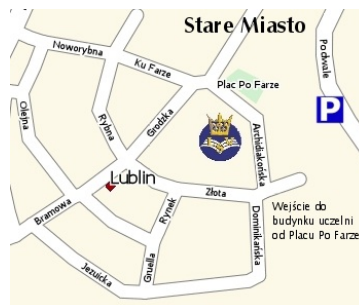 Stare Miasto
Noworybna
Ku Farze
Plac Po Farze
Podwale
P
Olejna
Rybna
Grodzka
Archidiakońska
Lublin
Złota
Rynek
Bramowa
Dominikańska
Gruella
Jezuicka
Wejście do
budynku uczelni
od Placu Po Farze